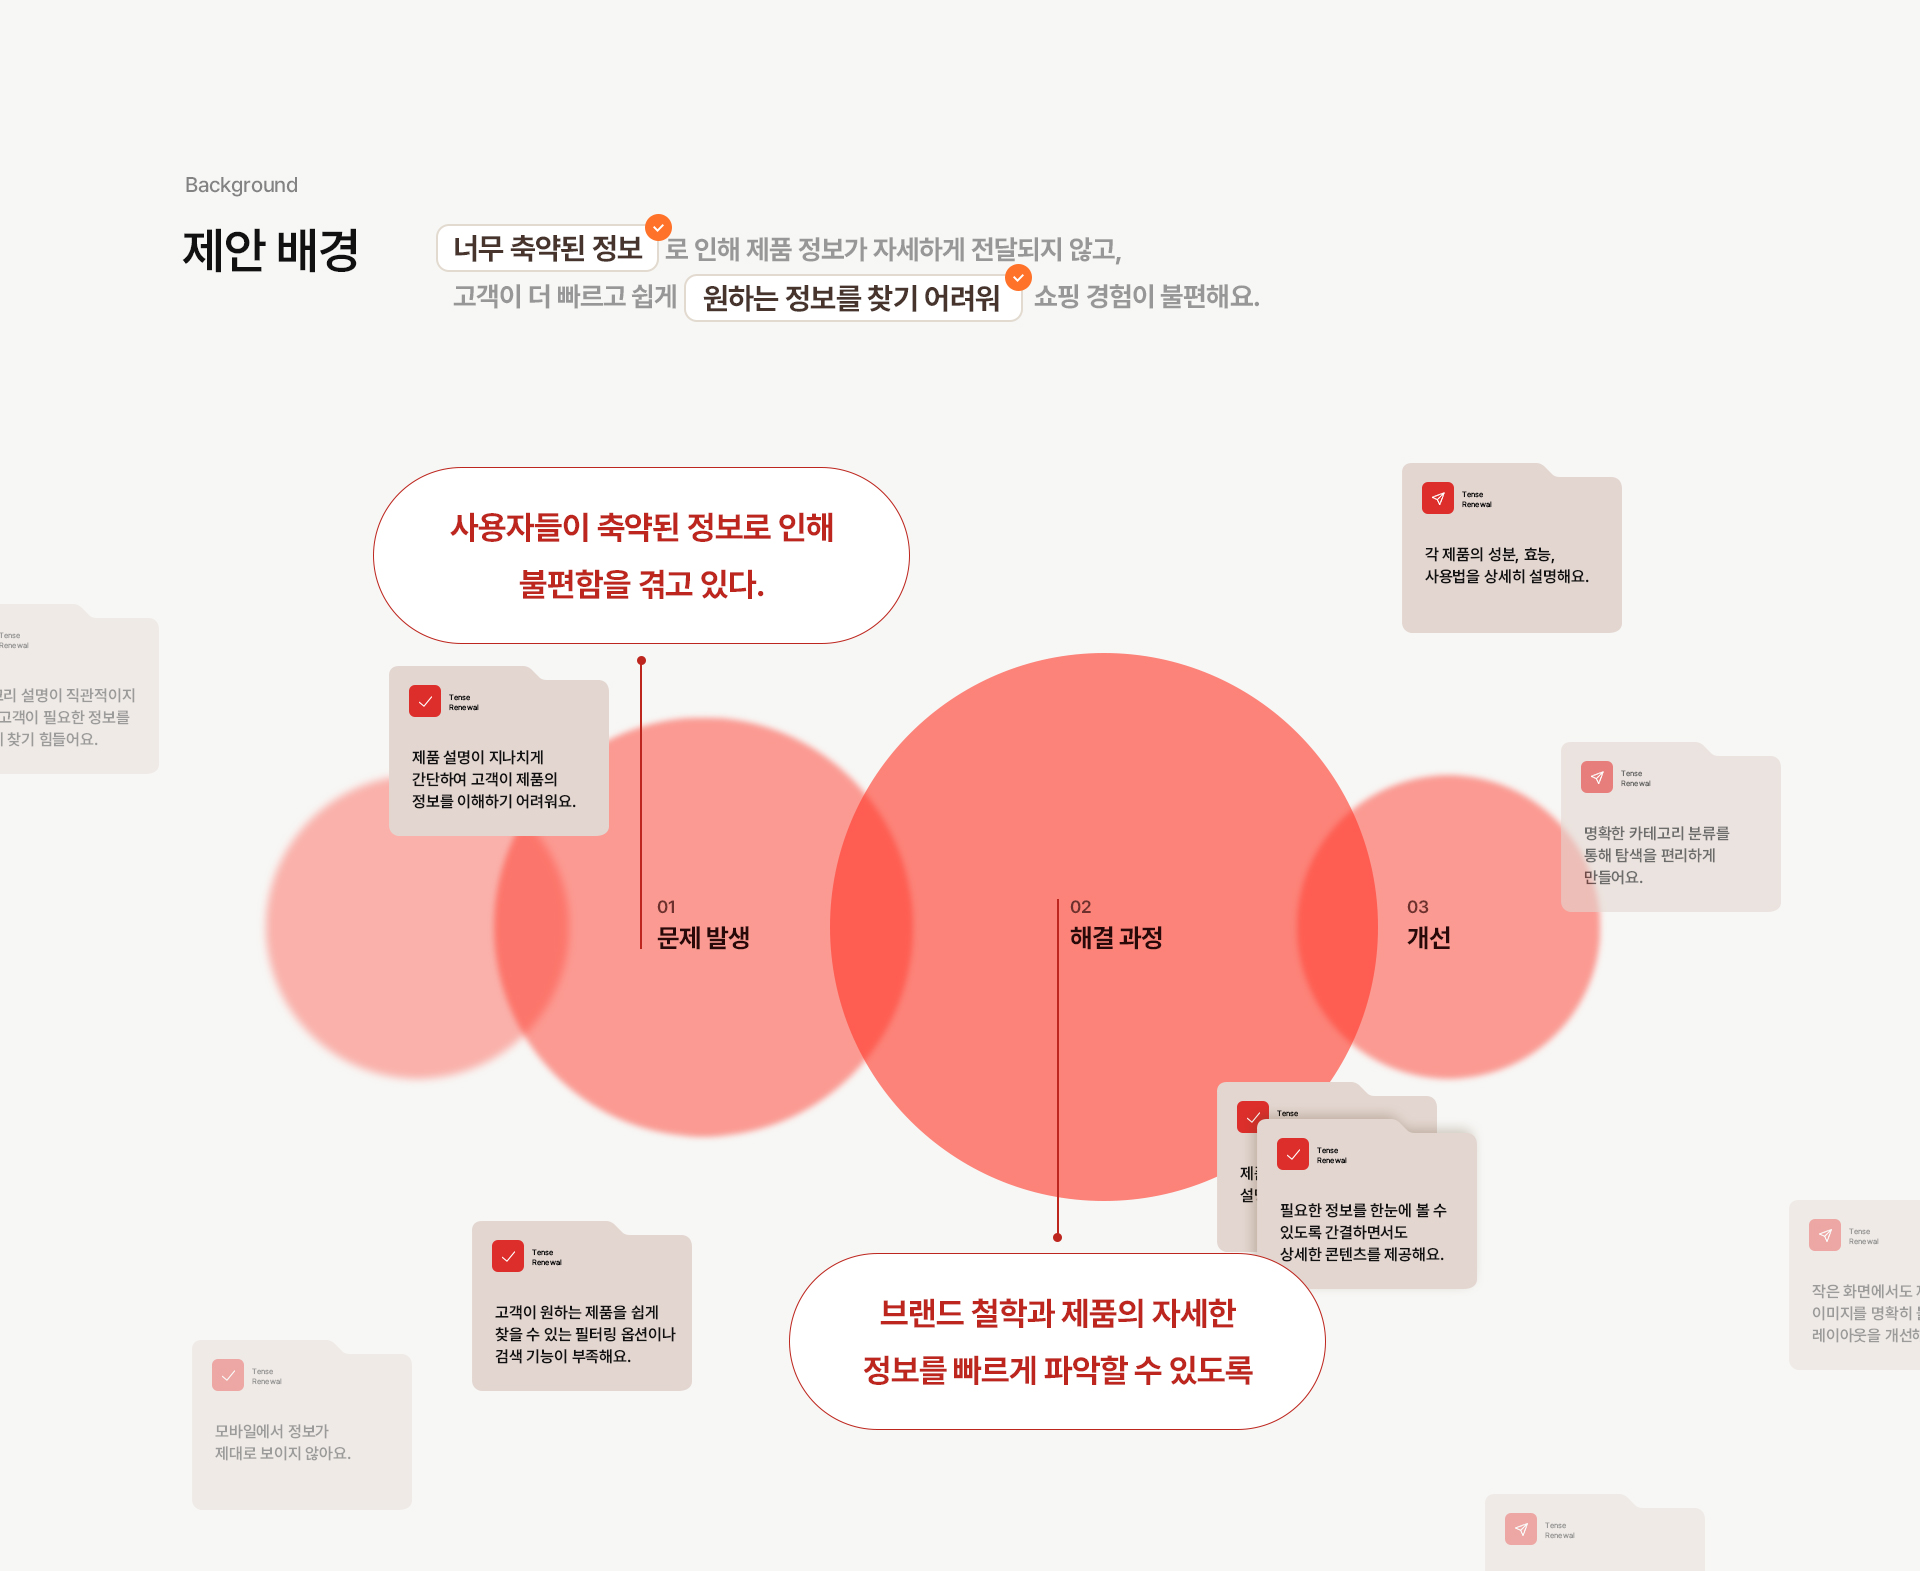 Background
제안 배경
너무 축약된 정보 로 인해 제품 정보가 자세하게 전달되지 않고,
고객이 더 빠르고 쉽게 원하는 정보를 찾기 어려워 쇼핑 경험이 불편해요.
사용자들이 축약된 정보로 인해
불편함을 겪고 있다.
Tense
Renewal
각 제품의 성분, 효능,
사용법을 상세히 설명해요.
Tense
Renewal
설명이 직관적이지
고객이 필요한 정보를
찾기 힘들어요.
Tense
Renewal
제품 설명이 지나치게
간단하여 고객이 제품의
정보를 이해하기 어려워요.
Tense
Renewal
명확한 카테고리 분류를
통해 탐색을 편리하게
만들어요.
01
문제 발생
02
해결 과정
03
개선
Tense
Tense
Renewal
필요한 정보를 한눈에 볼 수
있도록 간결하면서도
상세한 콘텐츠를 제공해요.
Tense
Renewal
고객이 원하는 제품을 쉽게
찾을 수 있는 필터링 옵션이나
검색 기능이 부족해요.
Tense
Renewal
작은 화면에서도
이미지를 명확히
레이아웃을
브랜드 철학과 제품의 자세한
정보를 빠르게 파악할 수 있도록
Tense
Renewal
모바일에서 정보가
제대로 보이지 않아요.
Tense
Renewal